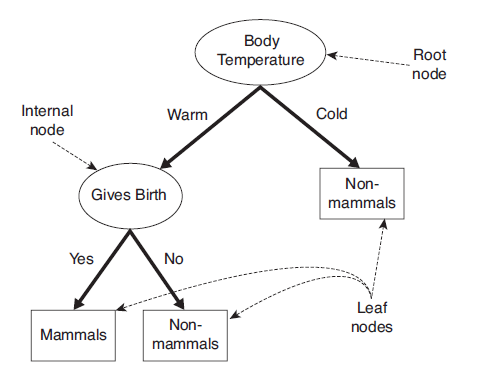 Body
Temperature
Root
node
Internal
node
Warm
Cold
Gives Birth
Non-
mammals
Yes
No
Leaf
nodes
Mammals
Non-
mammals